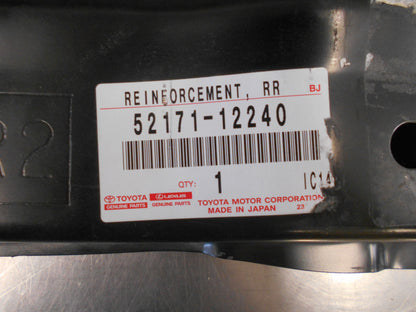 REINFORCEMENT, RR
BJ
52171-12240
R2
QTY: 1
IC14
TOYOTA LEXUS TOYOTA MOTOR CORPORATION
GENUINE PARTS GENUINE PARTS MADE IN JAPAN 23